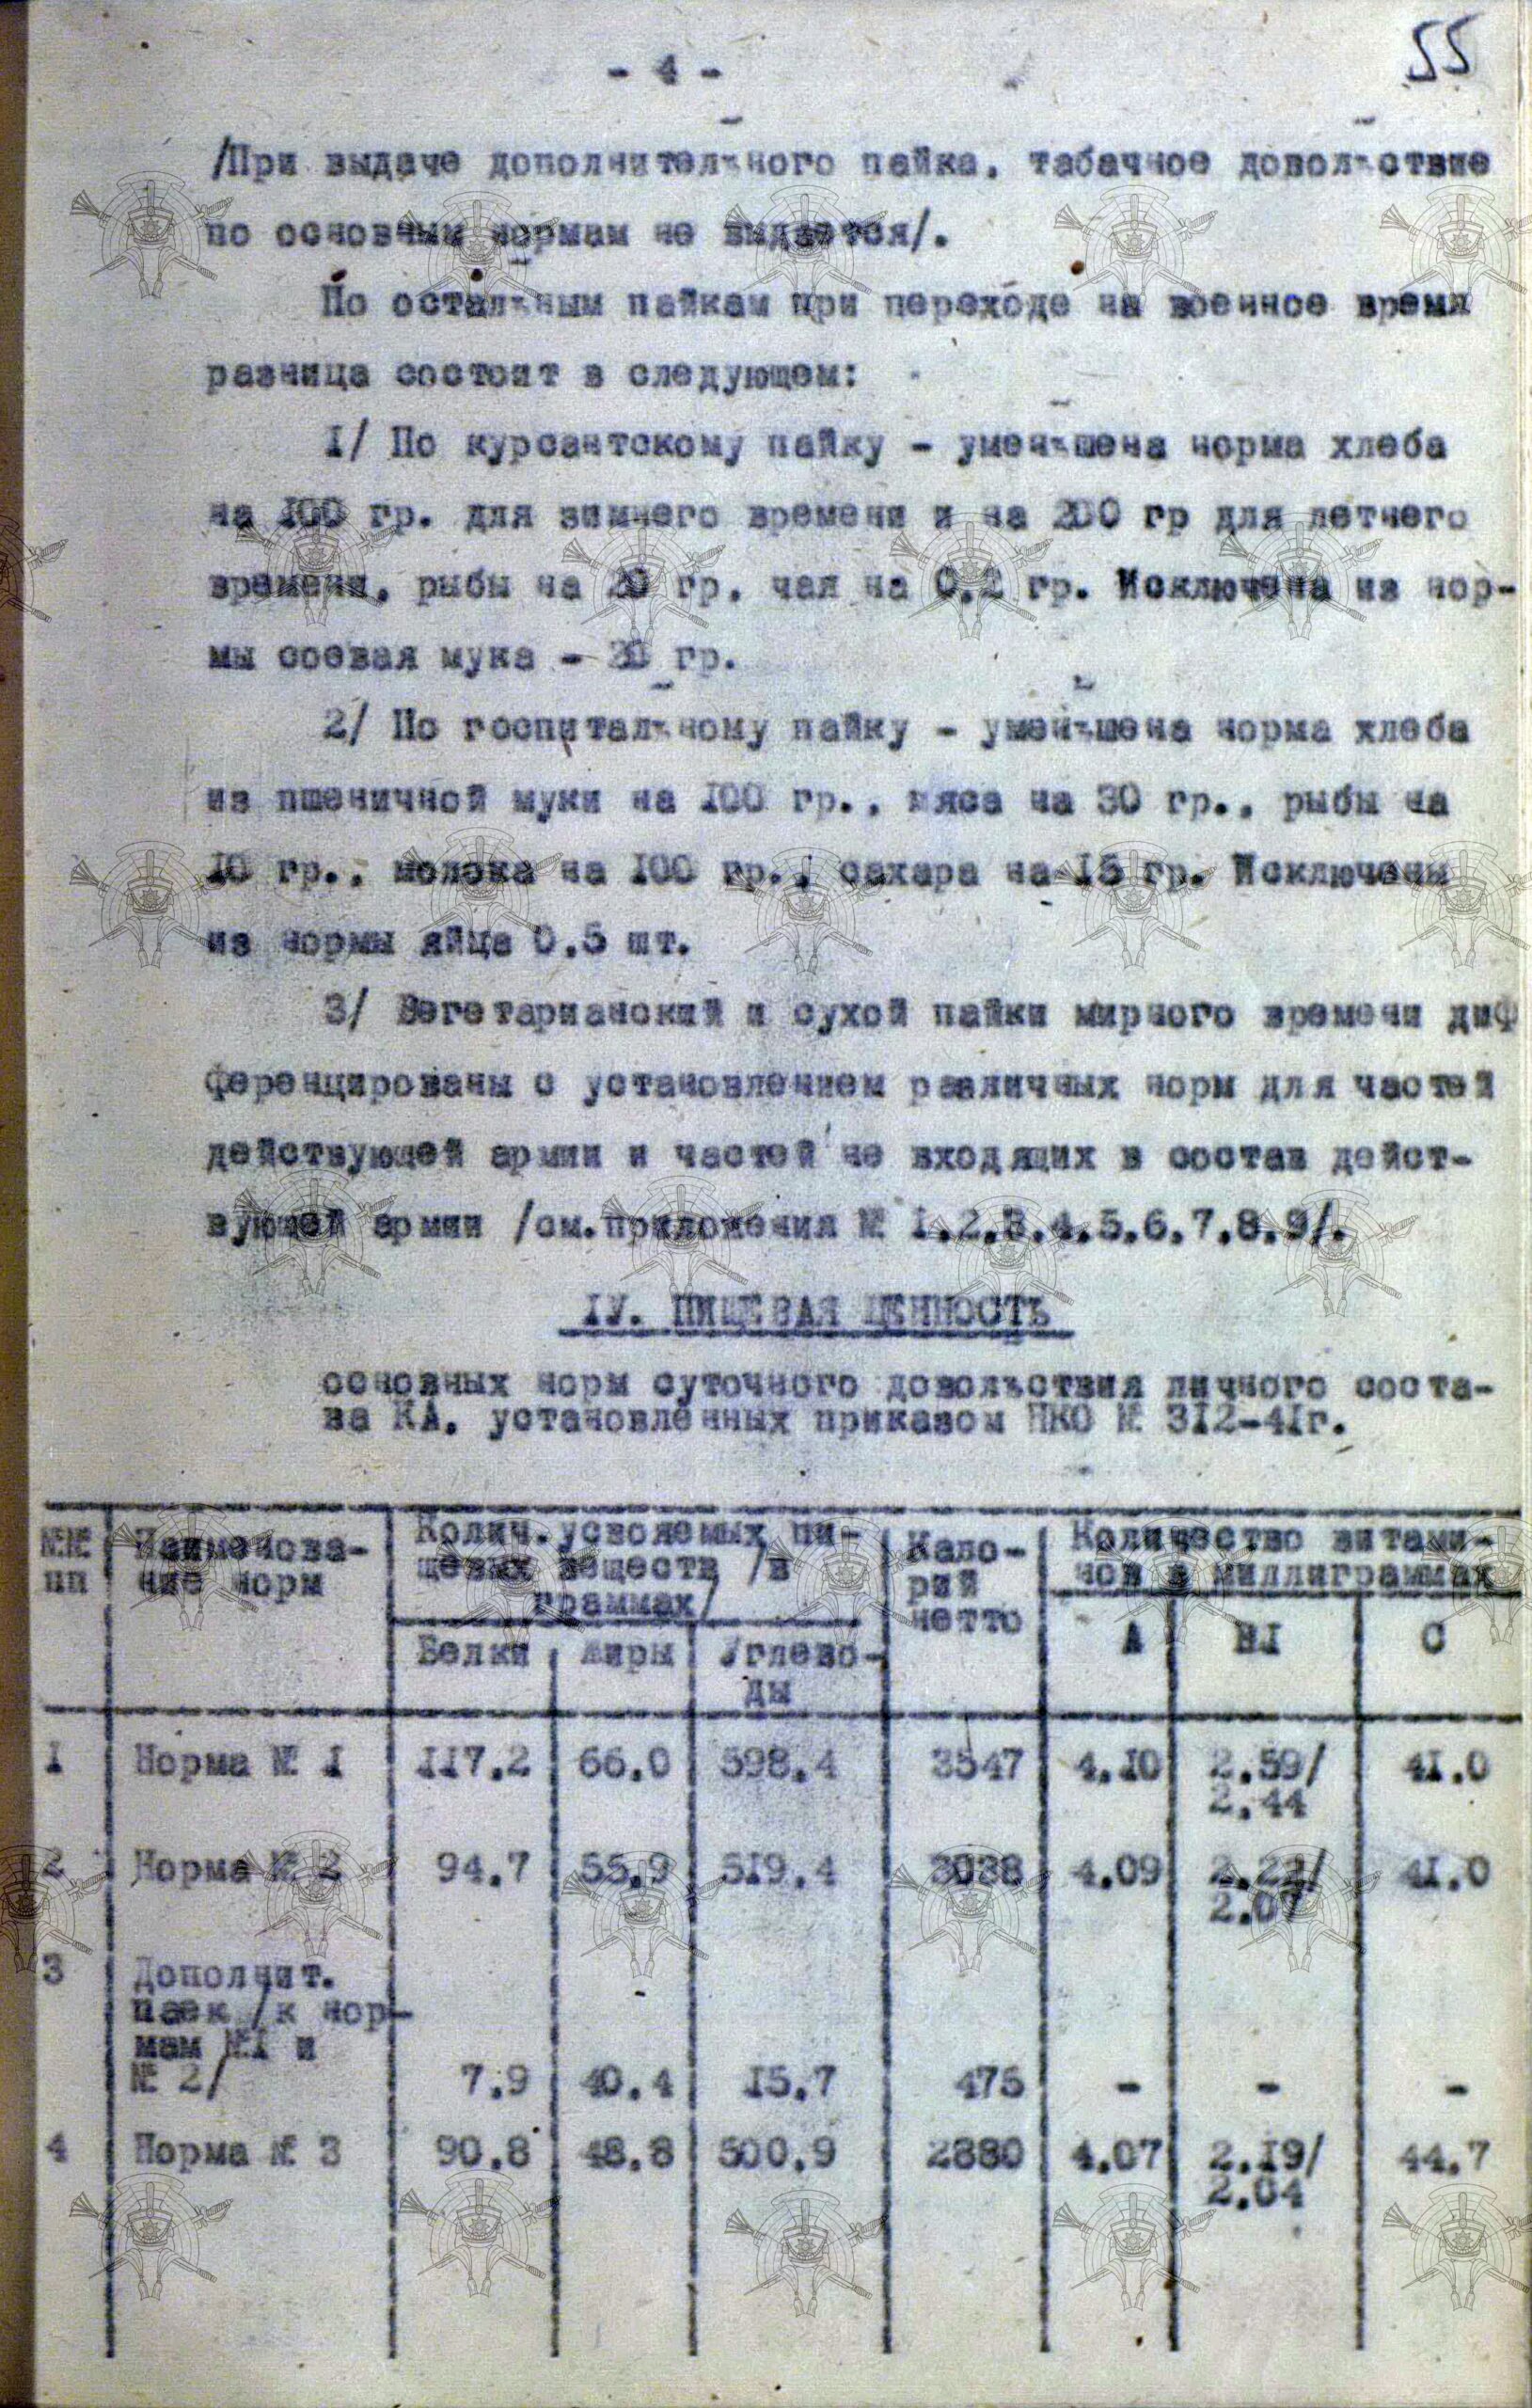 55
- 4 -
/При выдаче дополнительного пайка, табачное довольствие
по основным нормам не выдается/.
По остальным пайкам при переходе на военное время
разница состоит в следующем:
I/ По курсантскому пайку - уменьшена норма хлеба
на 100 гр. для зимнего времени и на 200 гр для летнего
времени, рыбы на 20 гр, чая на 0,2 гр. Исключена из нор-
мы соевая мука - гр.
2/ По госпитальному пайку - уменьшена норма хлеба
из пшеничной муки на 100 гр., мяса на 30 гр., рыбы на
10 гр., молока на 100 гр., сахара на 15 гр. Исключены
из нормы яйца 0,5 шт.
3/ Вегетарианский и сухой пайки мирного времени диф
ференцированы с установлением различных норм для частей
действующей армии и частей не входящих в состав дейст-
вующей армии /см.приложения № 1,2,3,4,5,6,7,8,9/.
IУ. ПИЩЕВАЯ ЦЕННОСТЬ
основных норм суточного довольствия личного соста-
ва КА, установленных приказом НКО № 312-41г.
№№ Наименова- Колич.усвояемых пи- Кало- Количество витами-
пп ние норм щевых веществ /в рий нов в миллиграммах
граммах/ нетто
Белки Жиры Углево- А В1 С
ды
1 Норма № 1 117,2 66,0 598,4 3547 4,10 2,59/ 41,0
2,44
2 Норма № 2 94,7 55,9 519,4 3038 4,09 2,22/ 41,0
2,07
3 Дополнит.
паек /к нор-
мам №1 и
№ 2/ 7,9 40,4 15,7 475 - - -
4 Норма № 3 90,8 48,8 500,9 2880 4,07 2,19/ 44,7
2,04